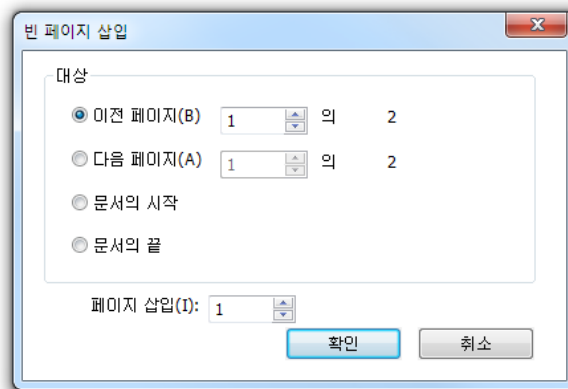 빈 페이지 삽입
대상
이전 페이지(B) 1 의 2
다음 페이지(A) 1 의 2
문서의 시작
문서의 끝
페이지 삽입(I): 1
확인 취소